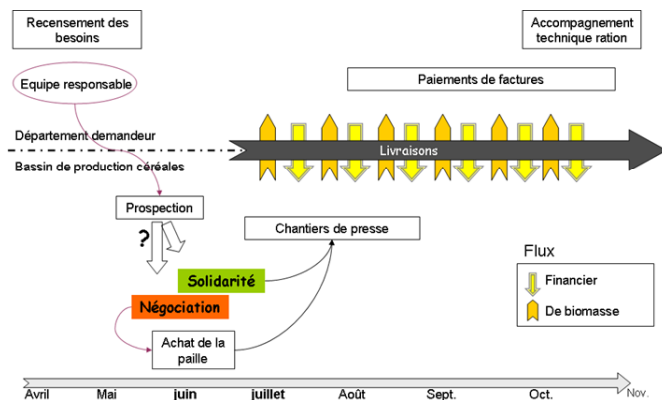 Recensement des
besoins
Accompagnement
technique ration
Equipe responsable
Paiements de factures
Département demandeur
Livraisons
Bassin de production céréales
Prospection
?
Chantiers de presse
Solidarité
Négociation
Achat de la
paille
Flux
Financier
De biomasse
Avril
Mai
juin
juillet
Août
Sept.
Oct.
Nov.